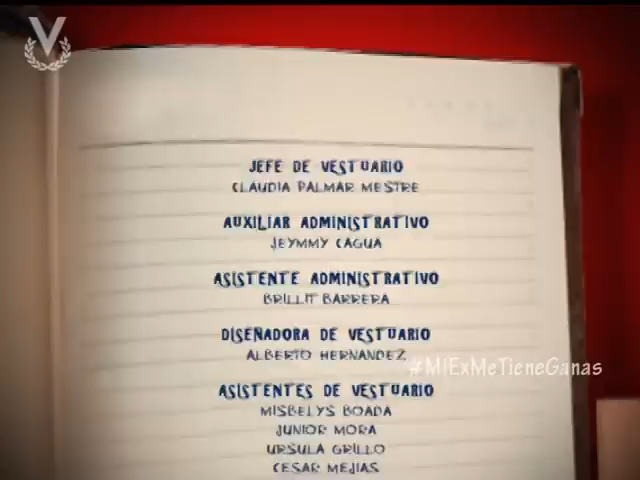 V
JEFE DE VESTUARIO
CLAUDIA PALMAR MESTRE
AUXILIAR ADMINISTRATIVO
JEYMMY CAGUA
ASISTENTE ADMINISTRATIVO
BRILLIT BARRERA
DISEÑADORA DE VESTUARIO
ALBERTO HERNANDEZ
#MiExMeTieneGanas
ASISTENTES DE VESTUARIO
MISBELYS BOADA
JUNIOR MORA
URSULA GRILLO
CESAR MEJIAS